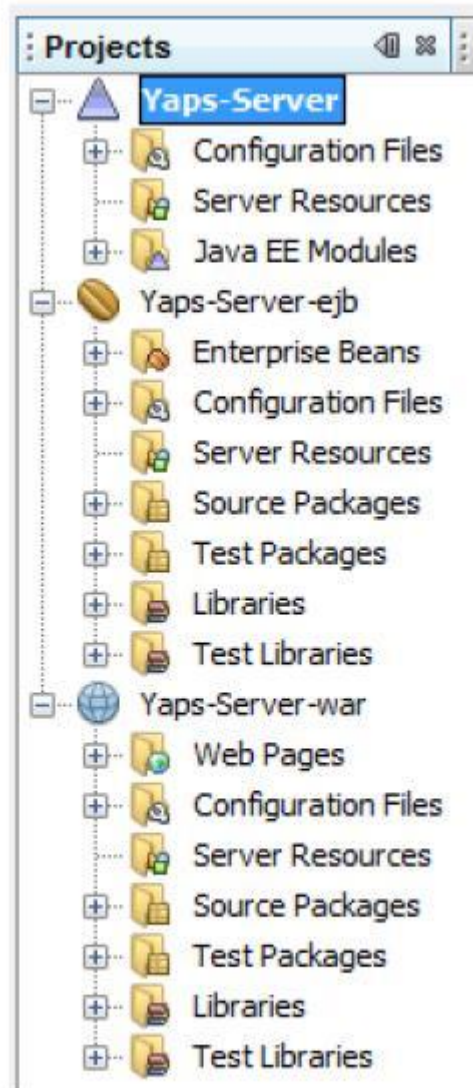 Projects
Yaps-Server
Configuration Files
Server Resources
Java EE Modules
Yaps-Server-ejb
Enterprise Beans
Configuration Files
Server Resources
Source Packages
Test Packages
Libraries
Test Libraries
Yaps-Server-war
Web Pages
Configuration Files
Server Resources
Source Packages
Test Packages
Libraries
Test Libraries